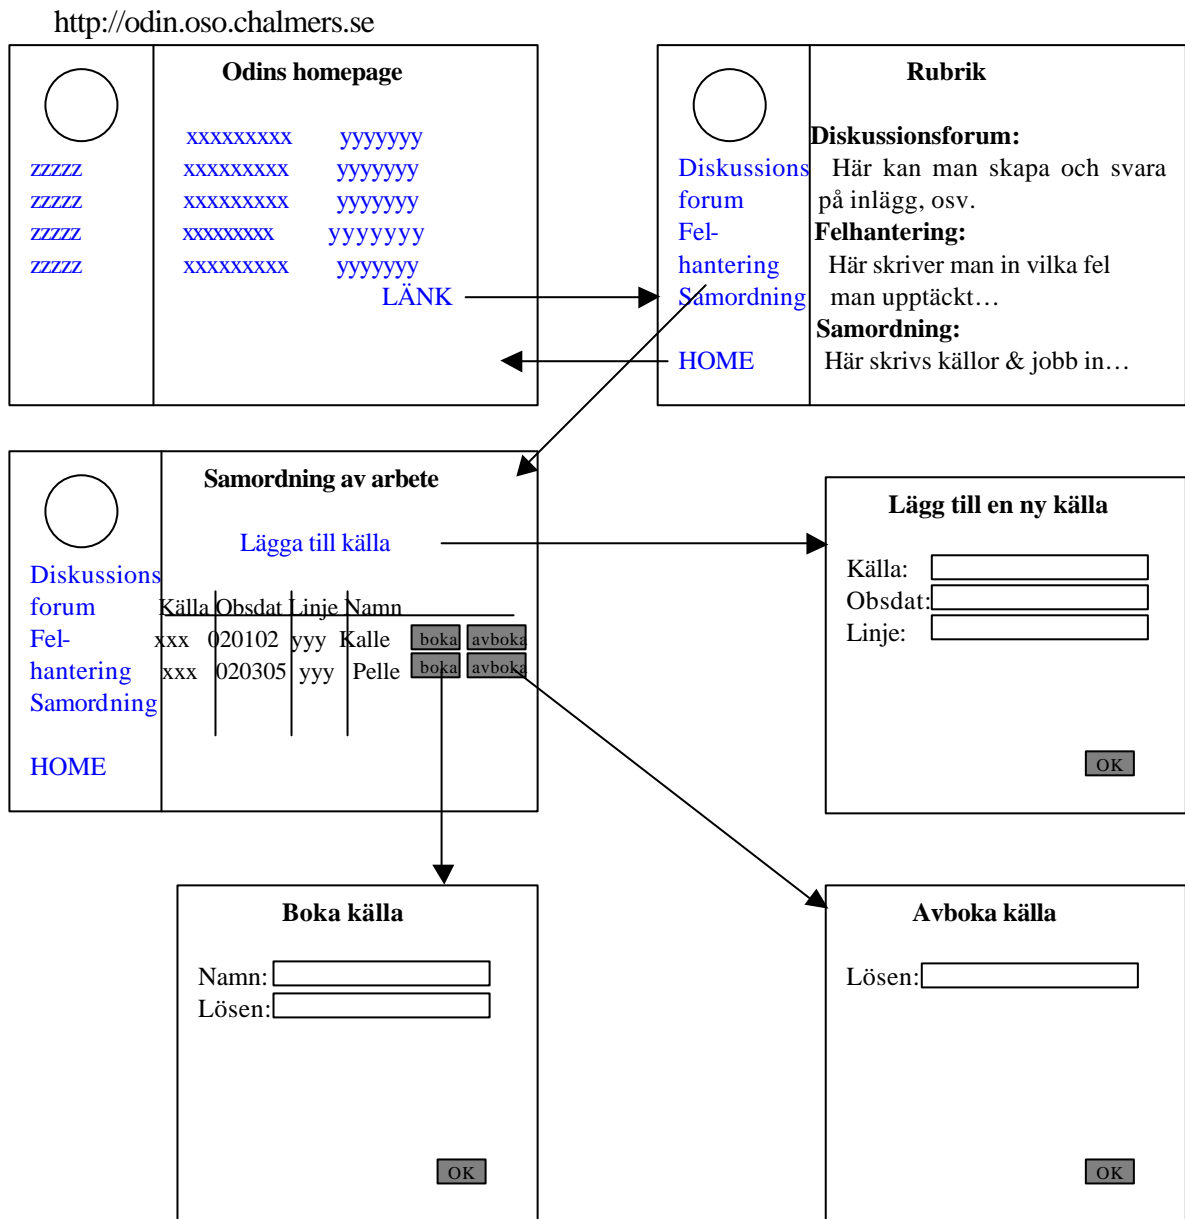 http://odin.oso.chalmers.se
Odins homepage
xxxxxxxxx yyyyyyy
zzzzz xxxxxxxxx yyyyyyy
zzzzz xxxxxxxxx yyyyyyy
zzzzz xxxxxxxxx yyyyyyy
zzzzz xxxxxxxxx yyyyyyy
LÄNK
Rubrik
Diskussions
forum
Fel-
hantering
Samordning
HOME
Diskussionsforum:
Här kan man skapa och svara
på inlägg, osv.
Felhantering:
Här skriver man in vilka fel
man upptäckt…
Samordning:
Här skrivs källor & jobb in…
Samordning av arbete
Lägga till källa
Diskussions
forum
Fel-
hantering
Samordning
HOME
Källa Obsdat Linje Namn
xxx 020102 yyy Kalle boka avboka
xxx 020305 yyy Pelle boka avboka
Lägg till en ny källa
Källa:
Obsdat:
Linje:
OK
Boka källa
Namn:
Lösen:
OK
Avboka källa
Lösen:
OK